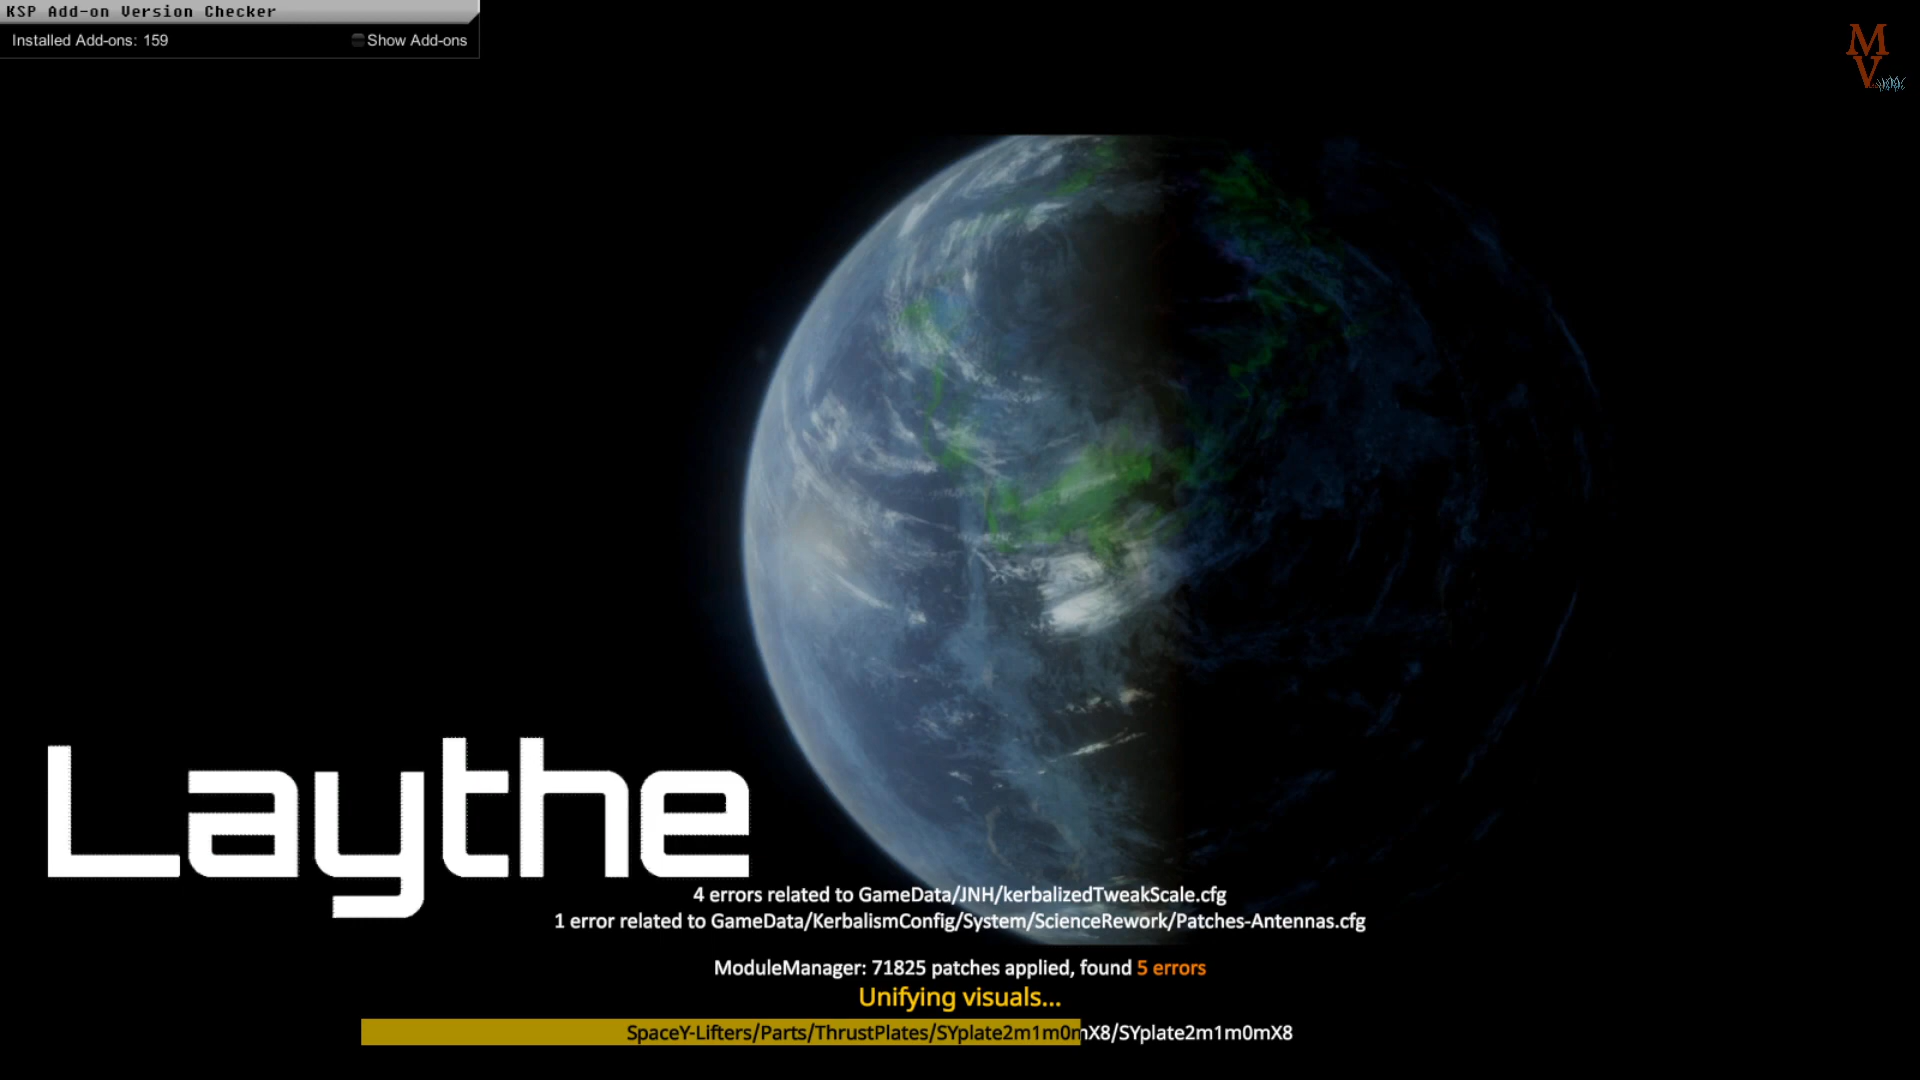 KSP Add-on Version Checker
Installed Add-ons: 159
Show Add-ons
M
V
Laythe
4 errors related to GameData/JNH/kerbalizedTweakScale.cfg
1 error related to GameData/KerbalismConfig/System/ScienceRework/Patches-Antennas.cfg
ModuleManager: 71825 patches applied, found 5 errors
Unifying visuals...
SpaceY-Lifters/Parts/ThrustPlates/SYplate2m1m0mX8/SYplate2m1m0mX8